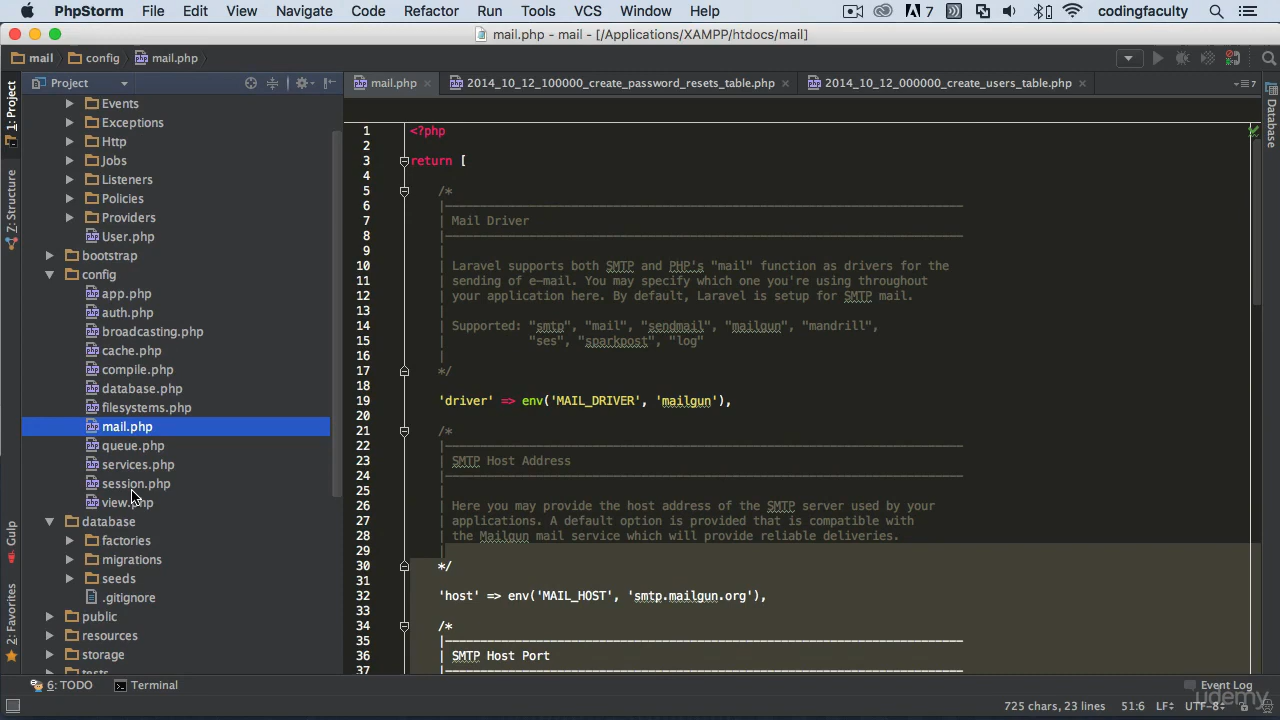 PhpStorm File Edit View Navigate Code Refactor Run Tools VCS Window Help 7 codingfaculty
mail.php - mail - [/Applications/XAMPP/htdocs/mail]
mail config mail.php
Project mail.php 2014_10_12_100000_create_password_resets_table.php 2014_10_12_000000_create_users_table.php 7
1: Project
Z: Structure
Gulp
2: Favorites
Events
Exceptions
Http
Jobs
Listeners
Policies
Providers
User.php
bootstrap
config
app.php
auth.php
broadcasting.php
cache.php
compile.php
database.php
filesystems.php
mail.php
queue.php
services.php
session.php
view.php
database
factories
migrations
seeds
.gitignore
public
resources
storage
tests
1 <?php
2
3 return [
4
5 /*
6 |--------------------------------------------------------------------------
7 | Mail Driver
8 |--------------------------------------------------------------------------
9 |
10 | Laravel supports both SMTP and PHP's "mail" function as drivers for the
11 | sending of e-mail. You may specify which one you're using throughout
12 | your application here. By default, Laravel is setup for SMTP mail.
13 |
14 | Supported: "smtp", "mail", "sendmail", "mailgun", "mandrill",
15 | "ses", "sparkpost", "log"
16 |
17 */
18
19 'driver' => env('MAIL_DRIVER', 'mailgun'),
20
21 /*
22 |--------------------------------------------------------------------------
23 | SMTP Host Address
24 |--------------------------------------------------------------------------
25 |
26 | Here you may provide the host address of the SMTP server used by your
27 | applications. A default option is provided that is compatible with
28 | the Mailgun mail service which will provide reliable deliveries.
29 |
30 */
31
32 'host' => env('MAIL_HOST', 'smtp.mailgun.org'),
33
34 /*
35 |--------------------------------------------------------------------------
36 | SMTP Host Port
37 |--------------------------------------------------------------------------
Database
6: TODO Terminal Event Log
725 chars, 23 lines 51:6 LF UTF-8
udemy